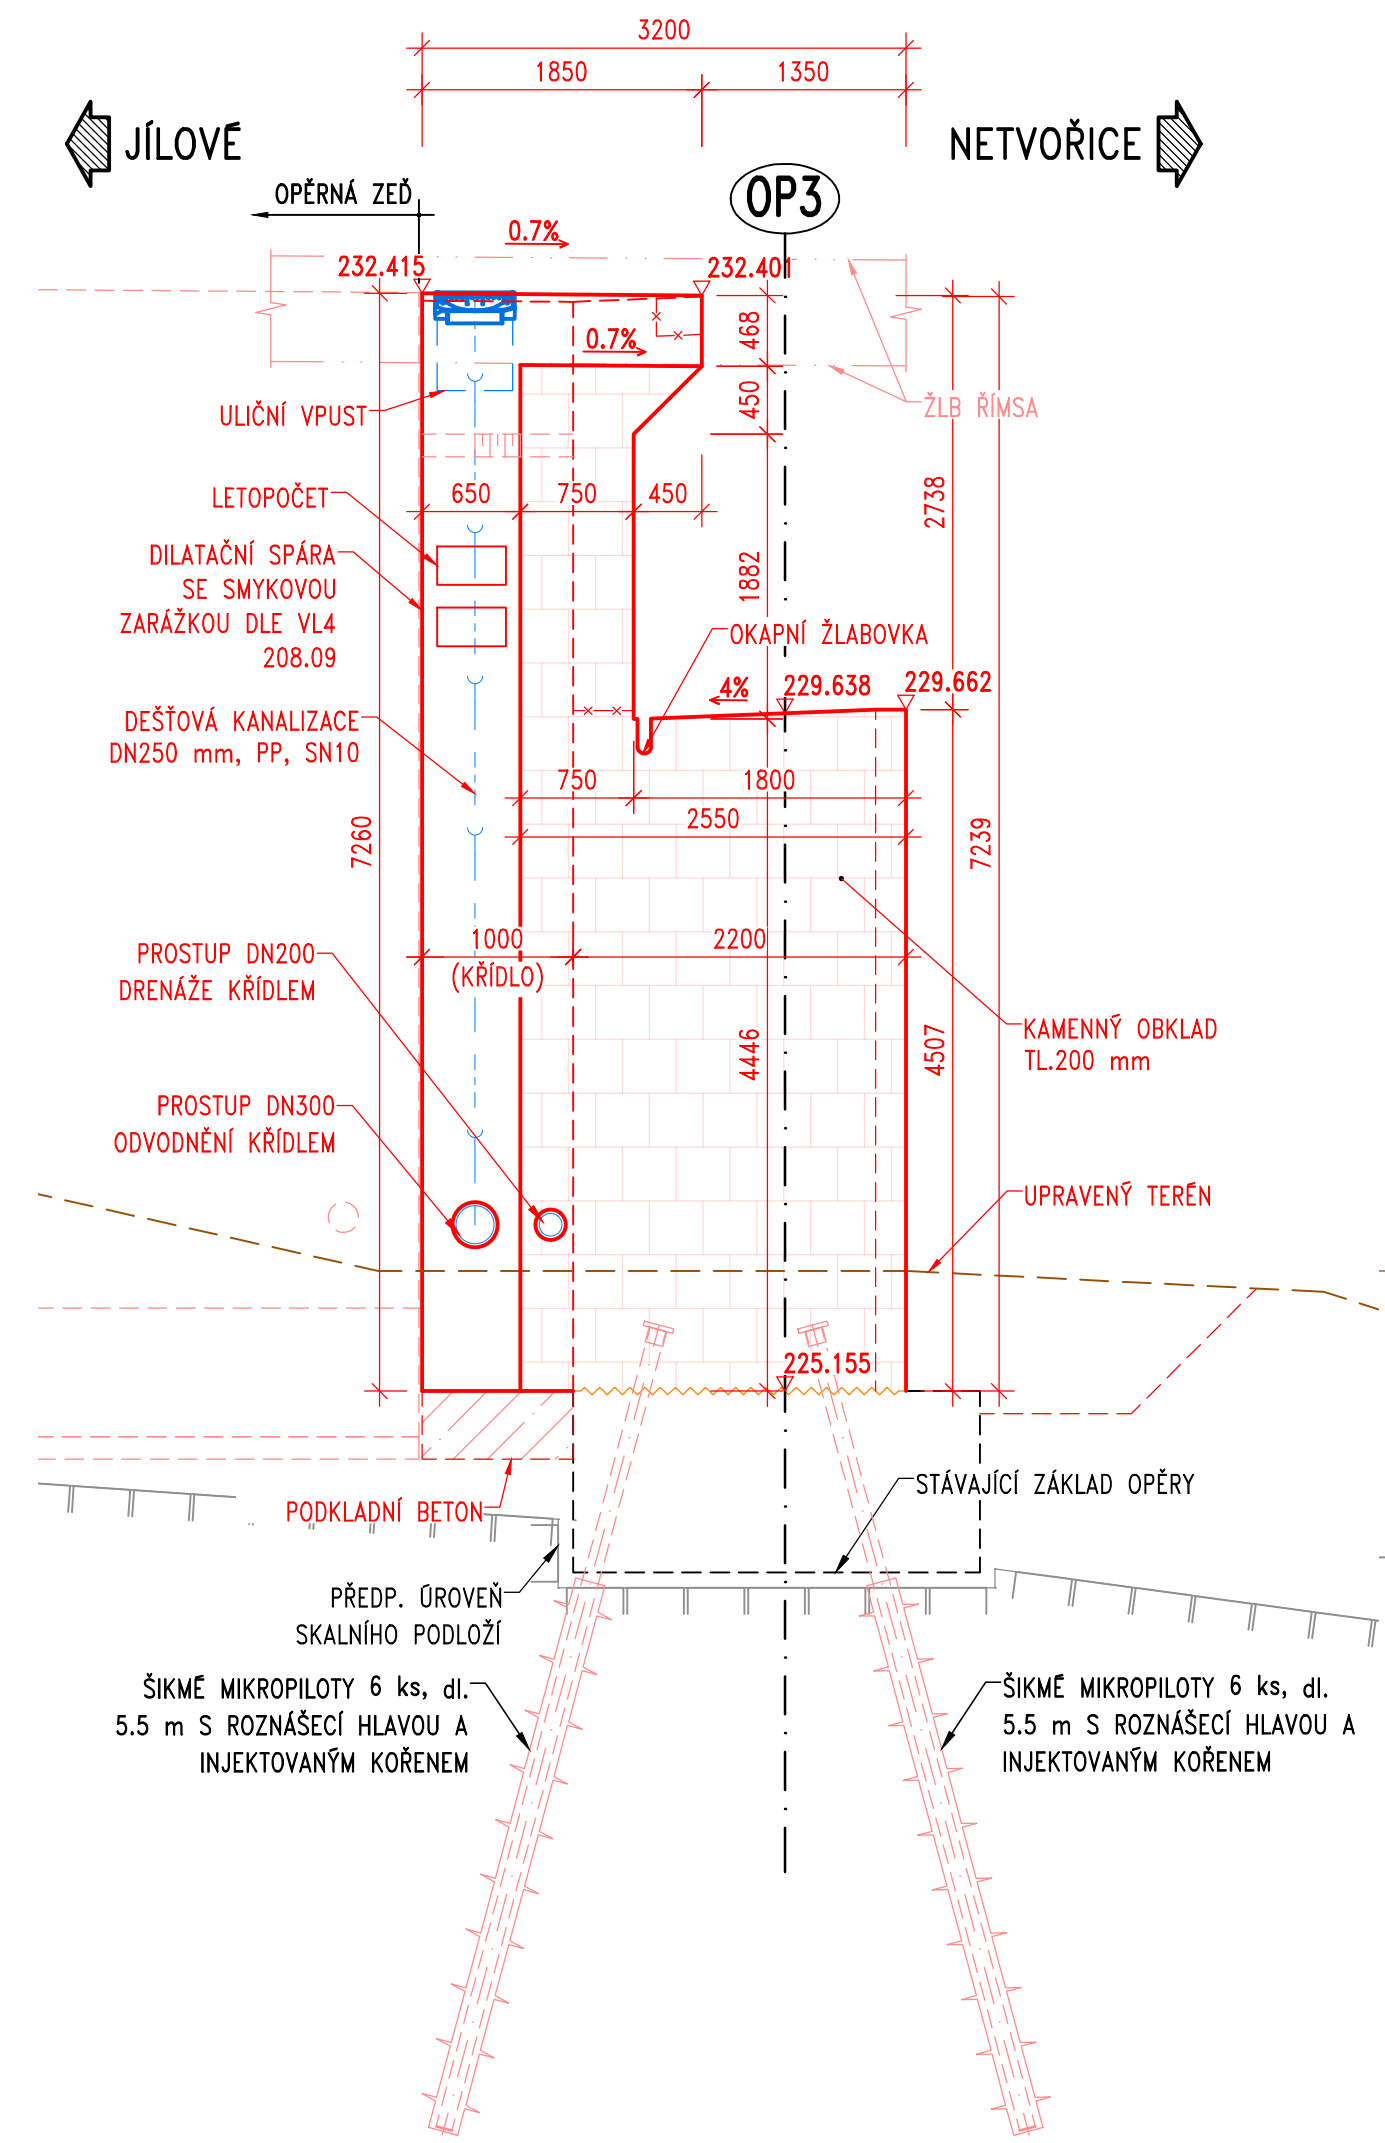 3200
1850
1350
JÍLOVÉ
NETVOŘICE
OPĚRNÁ ZEĎ
OP3
0.7%
232.415
232.401
468
0.7%
450
ŽLB ŘÍMSA
ULIČNÍ VPUST
LETOPOČET
650
750
450
2738
DILATAČNÍ SPÁRA
SE SMYKOVOU
ZARÁŽKOU DLE VL4
208.09
1882
OKAPNÍ ŽLABOVKA
4%
229.638
229.662
DEŠŤOVÁ KANALIZACE
DN250 mm, PP, SN10
750
1800
2550
7260
7239
PROSTUP DN200
DRENÁŽE KŘÍDLEM
1000
(KŘÍDLO)
2200
4446
4507
KAMENNÝ OBKLAD
TL.200 mm
PROSTUP DN300
ODVODNĚNÍ KŘÍDLEM
UPRAVENÝ TERÉN
225.155
STÁVAJÍCÍ ZÁKLAD OPĚRY
PODKLADNÍ BETON
PŘEDP. ÚROVEŇ
SKALNÍHO PODLOŽÍ
ŠIKMÉ MIKROPILOTY 6 ks, dl.
5.5 m S ROZNÁŠECÍ HLAVOU A
INJEKTOVANÝM KOŘENEM
ŠIKMÉ MIKROPILOTY 6 ks, dl.
5.5 m S ROZNÁŠECÍ HLAVOU A
INJEKTOVANÝM KOŘENEM